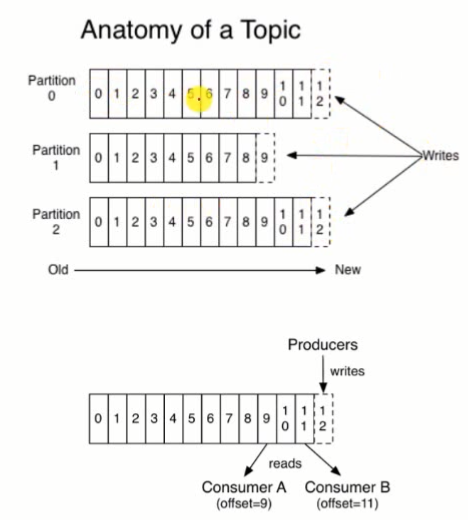 Anatomy of a Topic
Partition
0
0 1 2 3 4 5 6 7 8 9 10 11 12
Partition
1
0 1 2 3 4 5 6 7 8 9
Writes
Partition
2
0 1 2 3 4 5 6 7 8 9 10 11 12
Old New
Producers
writes
0 1 2 3 4 5 6 7 8 9 10 11 12
reads
Consumer A Consumer B
(offset=9) (offset=11)